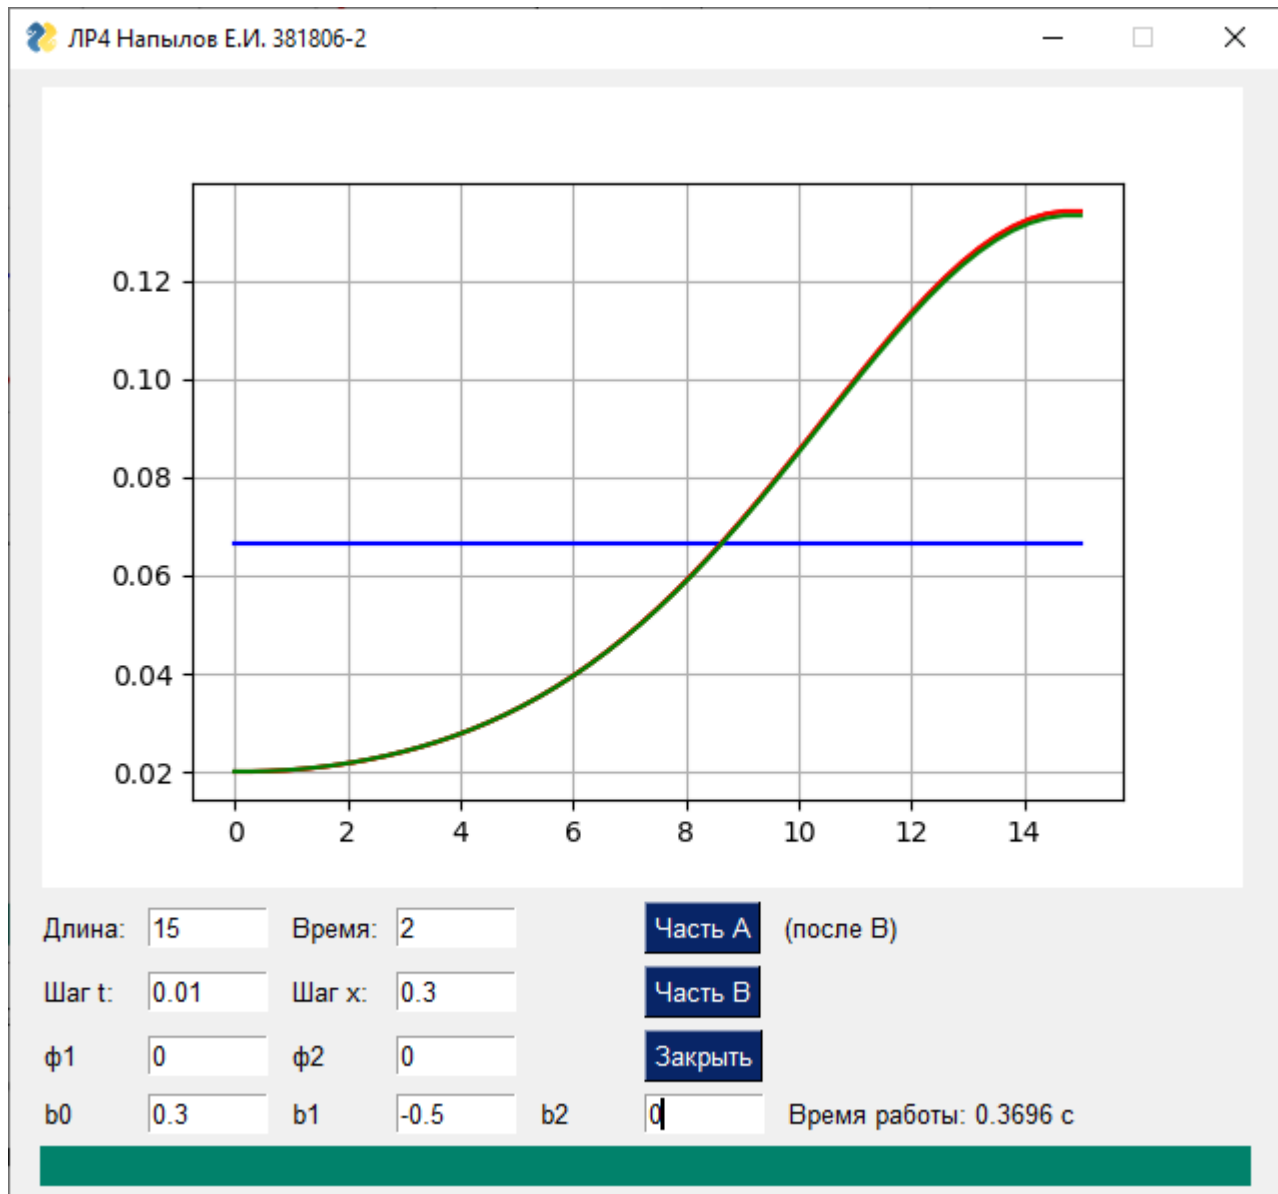 ЛР4 Напылов Е.И. 381806-2
0.12
0.10
0.08
0.06
0.04
0.02
0 2 4 6 8 10 12 14
Длина: 15 Время: 2 Часть А (после В)
Шаг t: 0.01 Шаг x: 0.3 Часть В
ф1 0 ф2 0 Закрыть
b0 0.3 b1 -0.5 b2 0 Время работы: 0.3696 с